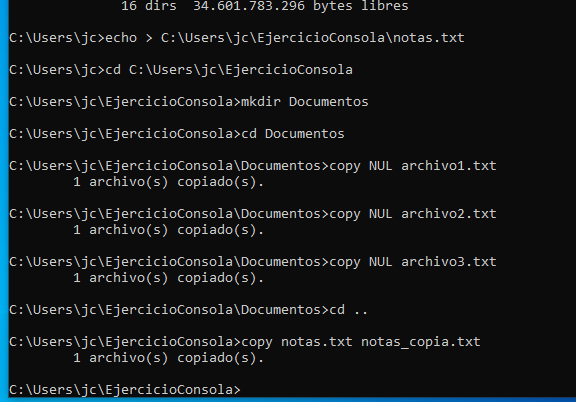 16 dirs  34.601.783.296 bytes libres
C:\Users\jc>echo > C:\Users\jc\EjercicioConsola\notas.txt
C:\Users\jc>cd C:\Users\jc\EjercicioConsola
C:\Users\jc\EjercicioConsola>mkdir Documentos
C:\Users\jc\EjercicioConsola>cd Documentos
C:\Users\jc\EjercicioConsola\Documentos>copy NUL archivo1.txt
1 archivo(s) copiado(s).
C:\Users\jc\EjercicioConsola\Documentos>copy NUL archivo2.txt
1 archivo(s) copiado(s).
C:\Users\jc\EjercicioConsola\Documentos>copy NUL archivo3.txt
1 archivo(s) copiado(s).
C:\Users\jc\EjercicioConsola\Documentos>cd ..
C:\Users\jc\EjercicioConsola>copy notas.txt notas_copia.txt
1 archivo(s) copiado(s).
C:\Users\jc\EjercicioConsola>